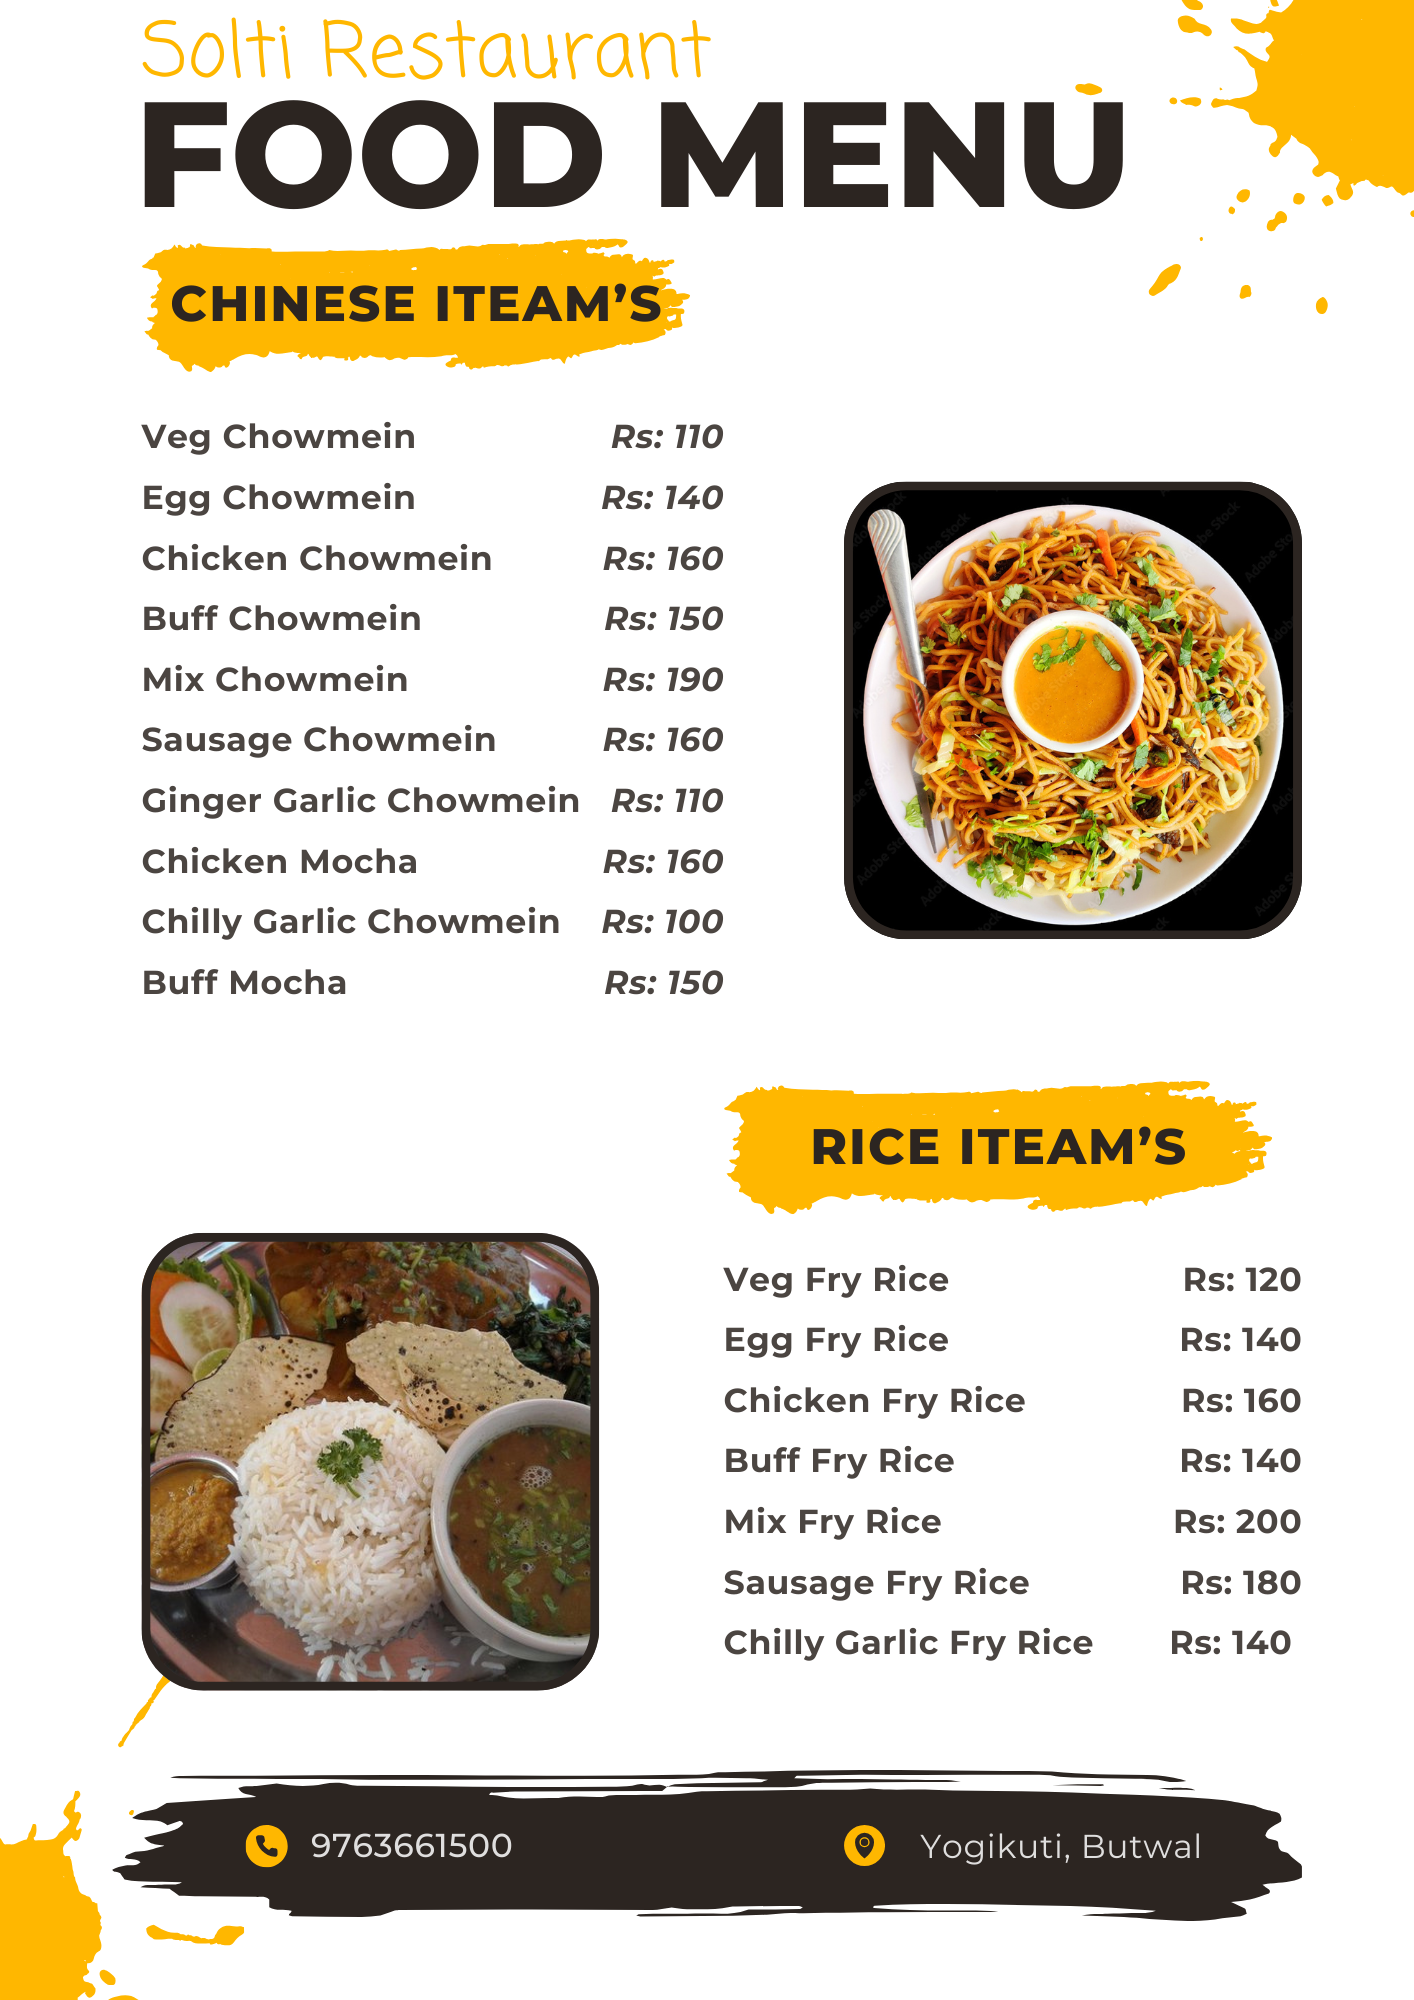 Solti Restaurant
FOOD MENU
CHINESE ITEAM’S
Veg Chowmein Rs: 110
Egg Chowmein Rs: 140
Chicken Chowmein Rs: 160
Buff Chowmein Rs: 150
Mix Chowmein Rs: 190
Sausage Chowmein Rs: 160
Ginger Garlic Chowmein Rs: 110
Chicken Mocha Rs: 160
Chilly Garlic Chowmein Rs: 100
Buff Mocha Rs: 150
Adobe Stock
RICE ITEAM’S
Veg Fry Rice Rs: 120
Egg Fry Rice Rs: 140
Chicken Fry Rice Rs: 160
Buff Fry Rice Rs: 140
Mix Fry Rice Rs: 200
Sausage Fry Rice Rs: 180
Chilly Garlic Fry Rice Rs: 140
9763661500 Yogikuti, Butwal